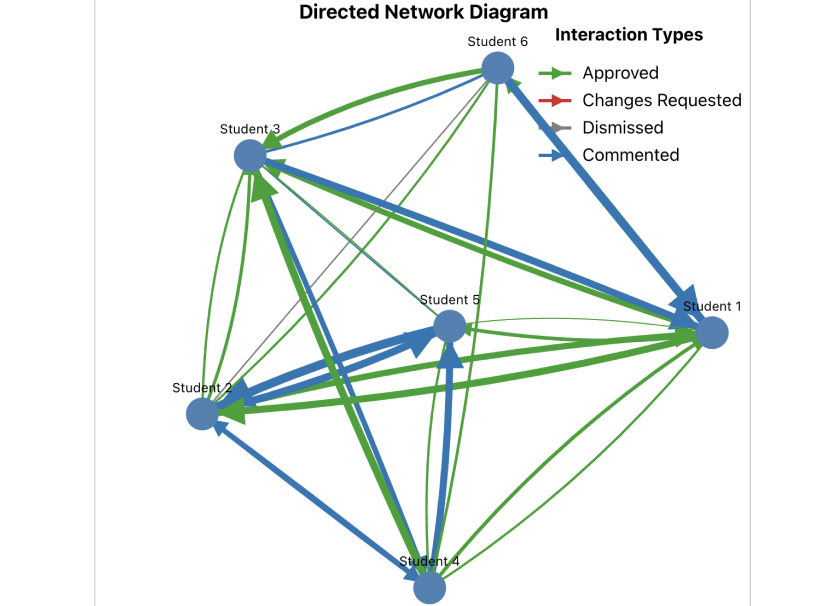 Directed Network Diagram
Interaction Types
Approved
Changes Requested
Dismissed
Commented
Student 6
Student 3
Student 5
Student 1
Student 2
Student 4